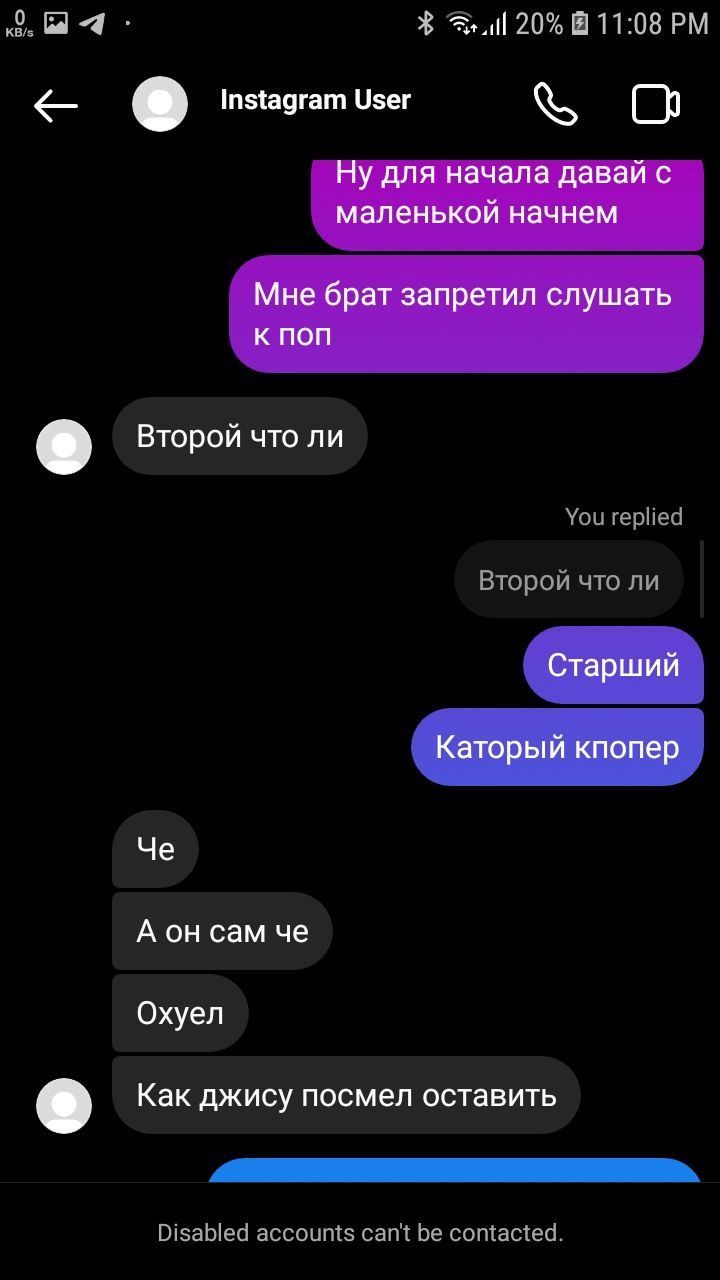 0
KB/s
20%
11:08 PM
Instagram User
Ну для начала давай с
маленькой начнем
Мне брат запретил слушать
к поп
Второй что ли
You replied
Второй что ли
Старший
Каторый кпопер
Че
А он сам че
Охуел
Как джису посмел оставить
Disabled accounts can't be contacted.